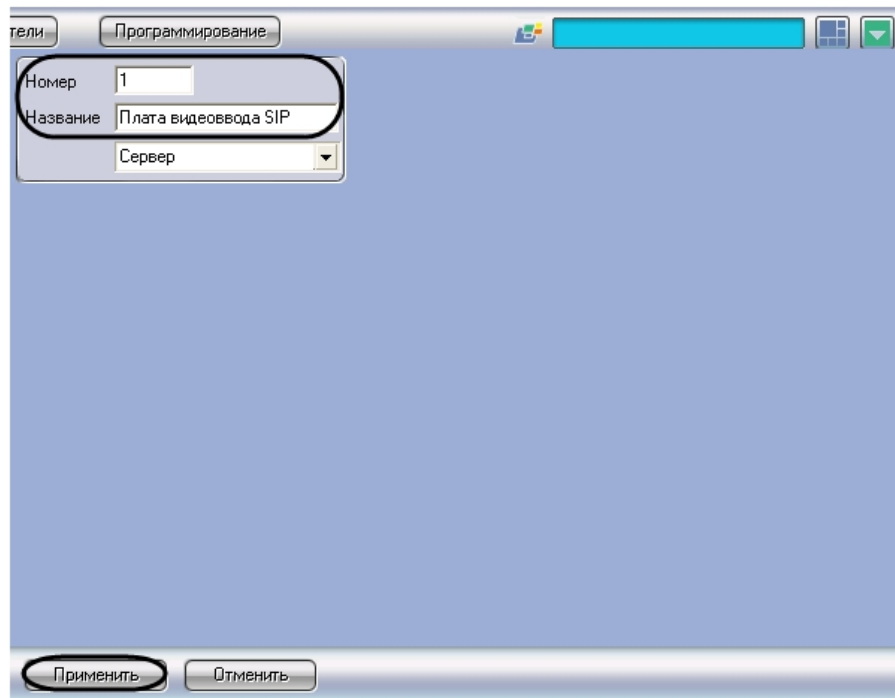 тели Программирование
Номер 1
Название Плата видеоввода SIP
Сервер
Применить Отменить